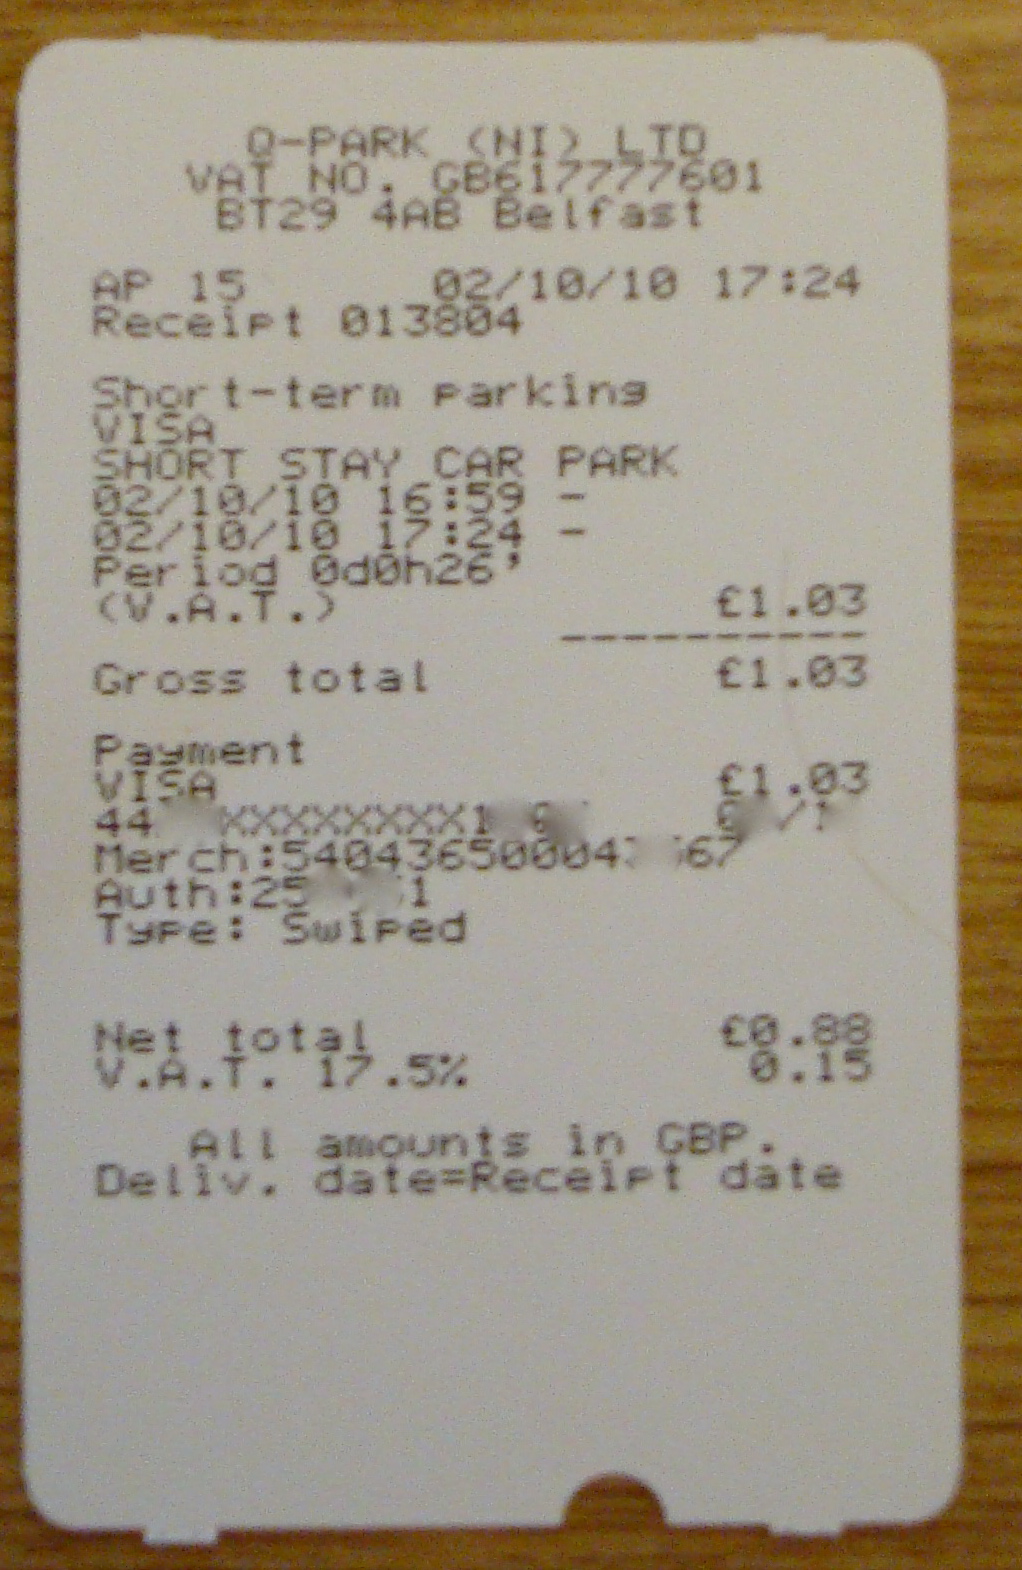 Q-PARK (NI) LTD
VAT NO. GB617777601
BT29 4AB Belfast
AP 15 02/10/10 17:24
Receipt 013804
Short-term parking
VISA
SHORT STAY CAR PARK
02/10/10 16:59 -
02/10/10 17:24 -
Period 0d0h26'
(V.A.T.) £1.03
----------
Gross total £1.03
Payment
VISA £1.03
Merch:
Auth:
Type: Swiped
Net total £0.88
V.A.T. 17.5% 0.15
All amounts in GBP.
Deliv. date=Receipt date